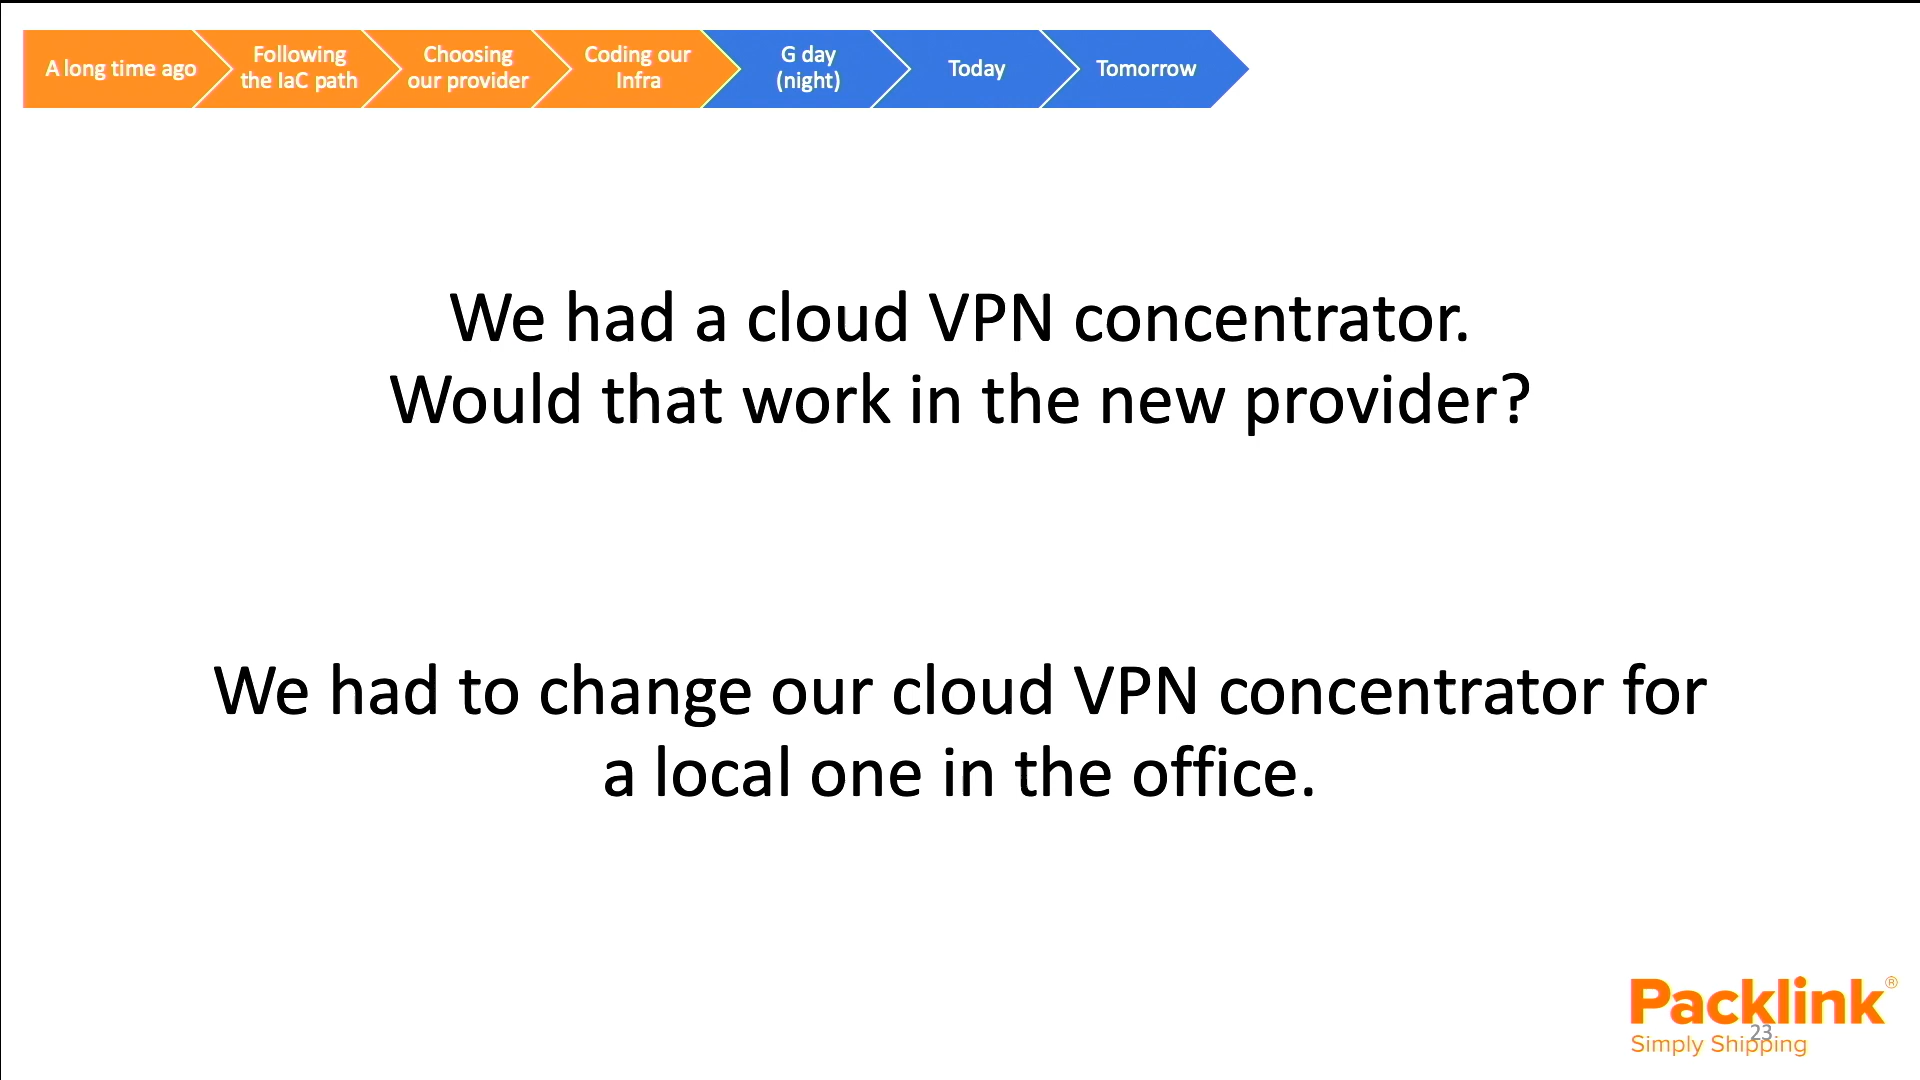 A long time ago
Following
the IaC path
Choosing
our provider
Coding our
Infra
G day
(night)
Today
Tomorrow
We had a cloud VPN concentrator.
Would that work in the new provider?
We had to change our cloud VPN concentrator for
a local one in the office.
Packlink®
23
Simply Shipping